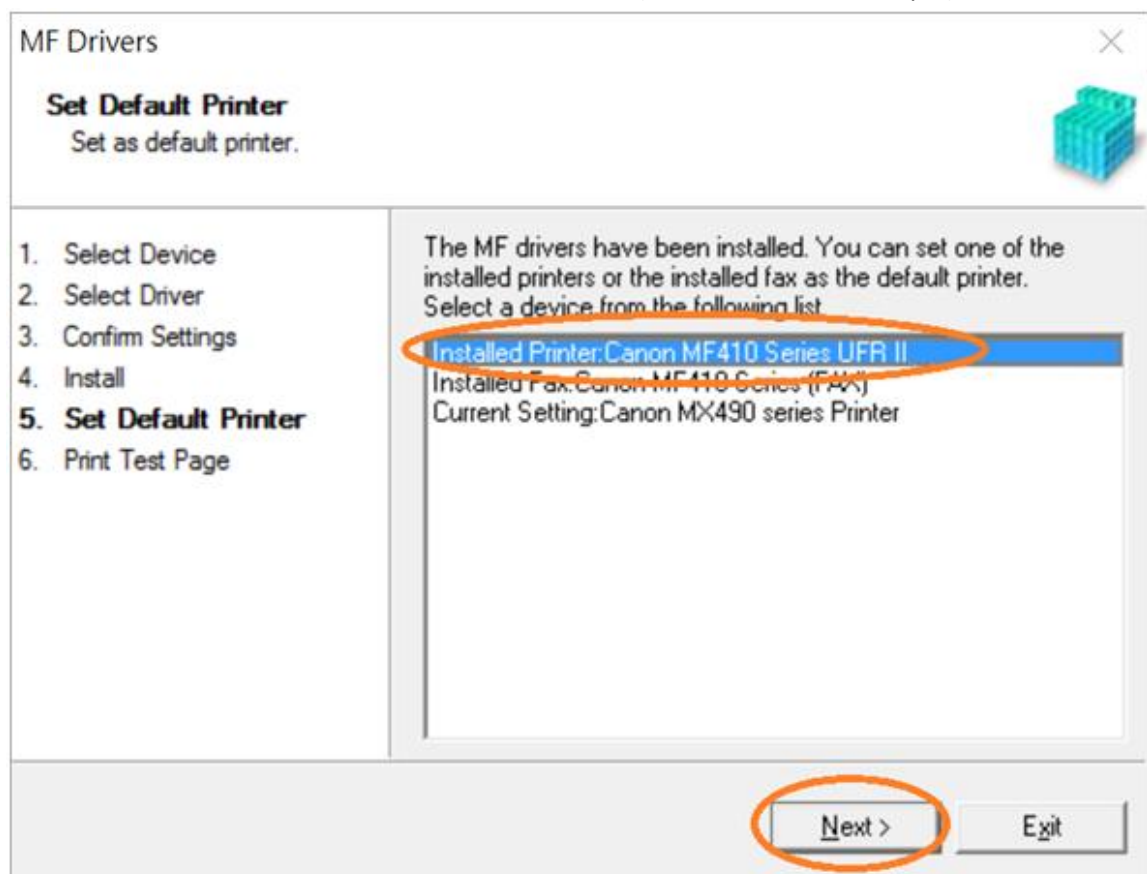 MF Drivers
Set Default Printer
Set as default printer.
1. Select Device
2. Select Driver
3. Confirm Settings
4. Install
5. Set Default Printer
6. Print Test Page
The MF drivers have been installed. You can set one of the
installed printers or the installed fax as the default printer.
Select a device from the following list.
Installed Printer:Canon MF410 Series UFR II
Installed Fax:Canon MF410 Series (FAX)
Current Setting:Canon MX490 series Printer
Next >
Exit